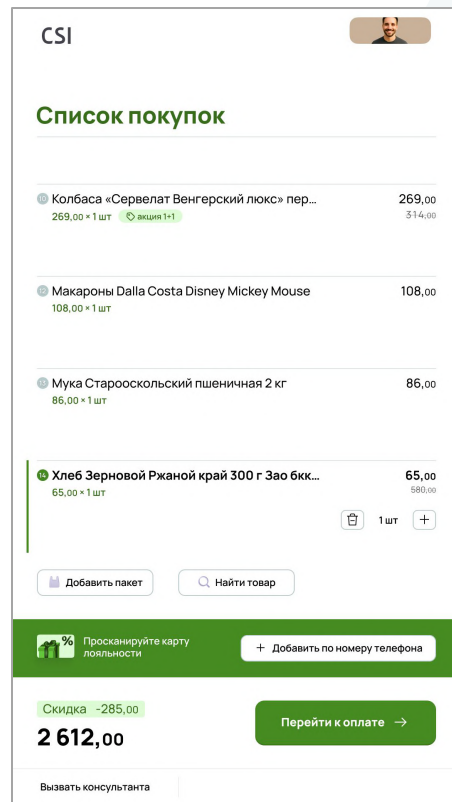 CSI
Список покупок
Колбаса «Сервелат Венгерский люкс» пер... 269,00
269,00 × 1 шт акция 1+1 314,00
Макароны Dalla Costa Disney Mickey Mouse 108,00
108,00 × 1 шт
Мука Старооскольский пшеничная 2 кг 86,00
86,00 × 1 шт
14 Хлеб Зерновой Ржаной край 300 г Зао бкк... 65,00
65,00 × 1 шт 580,00
1 шт +
Добавить пакет Найти товар
% Просканируйте карту
лояльности
+ Добавить по номеру телефона
Скидка -285,00
2 612,00
Перейти к оплате →
Вызвать консультанта